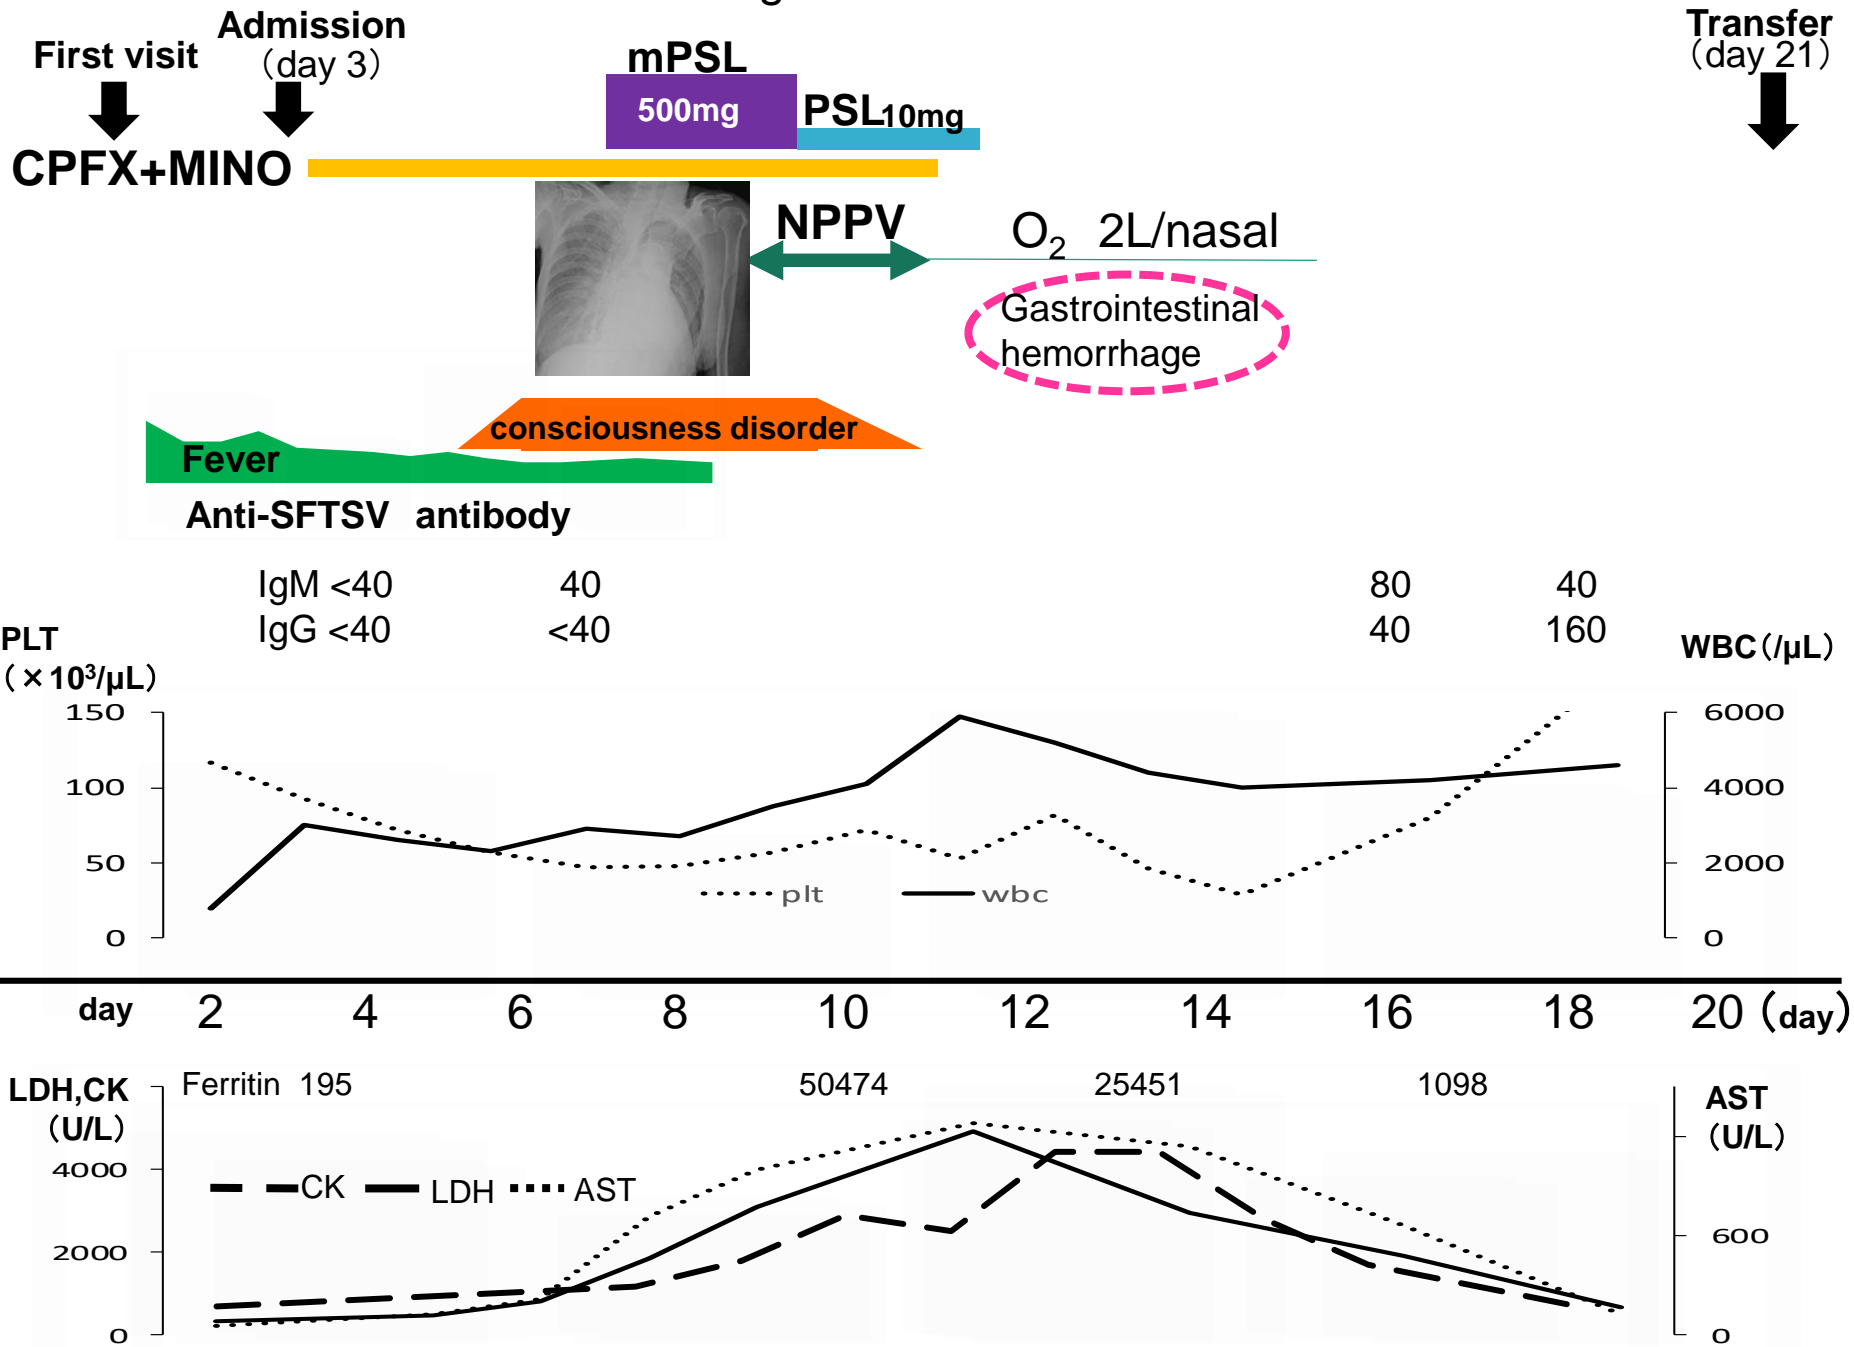 g
Admission
（day 3）
First visit
Transfer
（day 21）
mPSL
500mg
PSL10mg
CPFX+MINO
NPPV
O2 2L/nasal
Gastrointestinal
hemorrhage
consciousness disorder
Fever
Anti-SFTSV antibody
IgM <40 40 80 40
IgG <40 <40 40 160
PLT
（×10³/μL）
WBC（/μL）
150 6000
100 4000
50 2000
0 0
plt wbc
day 2 4 6 8 10 12 14 16 18 20（day）
LDH,CK
（U/L）
Ferritin 195 50474 25451 1098
AST
（U/L）
4000
CK LDH AST
2000 600
0 0